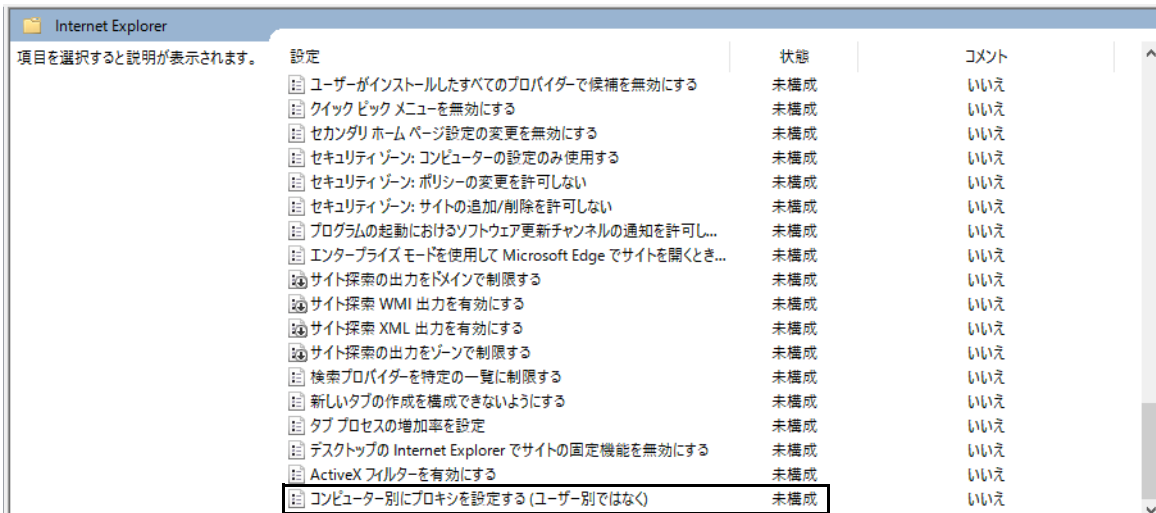 Internet Explorer
項目を選択すると説明が表示されます。
設定 状態 コメント
ユーザーがインストールしたすべてのプロバイダーで候補を無効にする 未構成 いいえ
クイック ピック メニューを無効にする 未構成 いいえ
セカンダリ ホーム ページ設定の変更を無効にする 未構成 いいえ
セキュリティ ゾーン: コンピューターの設定のみ使用する 未構成 いいえ
セキュリティ ゾーン: ポリシーの変更を許可しない 未構成 いいえ
セキュリティ ゾーン: サイトの追加/削除を許可しない 未構成 いいえ
プログラムの起動におけるソフトウェア更新チャンネルの通知を許可し... 未構成 いいえ
エンタープライズ モードを使用して Microsoft Edge でサイトを開くとき... 未構成 いいえ
サイト探索の出力をドメインで制限する 未構成 いいえ
サイト探索 WMI 出力を有効にする 未構成 いいえ
サイト探索 XML 出力を有効にする 未構成 いいえ
サイト探索の出力をゾーンで制限する 未構成 いいえ
検索プロバイダーを特定の一覧に制限する 未構成 いいえ
新しいタブの作成を構成できないようにする 未構成 いいえ
タブ プロセスの増加率を設定 未構成 いいえ
デスクトップの Internet Explorer でサイトの固定機能を無効にする 未構成 いいえ
ActiveX フィルターを有効にする 未構成 いいえ
コンピューター別にプロキシを設定する (ユーザー別ではなく) 未構成 いいえ